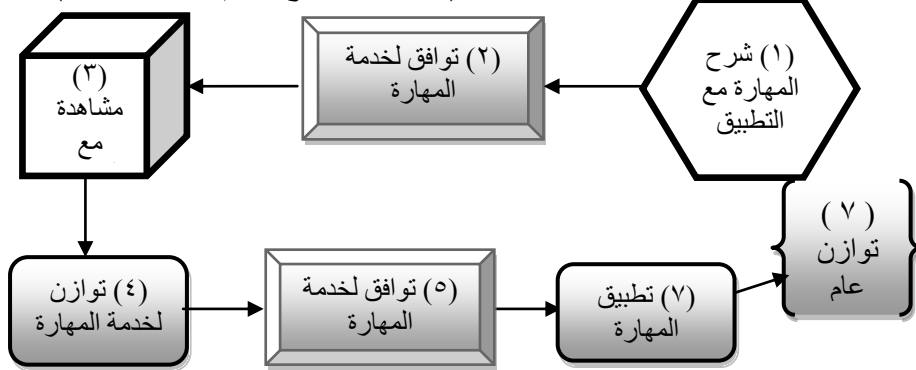 (١) شرح
المهارة مع
التطبيق
(٢) توافق لخدمة
المهارة
(٣)
مشاهدة
مع
(٤) توازن
لخدمة المهارة
(٥) توافق لخدمة
المهارة
(٧) تطبيق
المهارة
(٧ )
توازن
عام